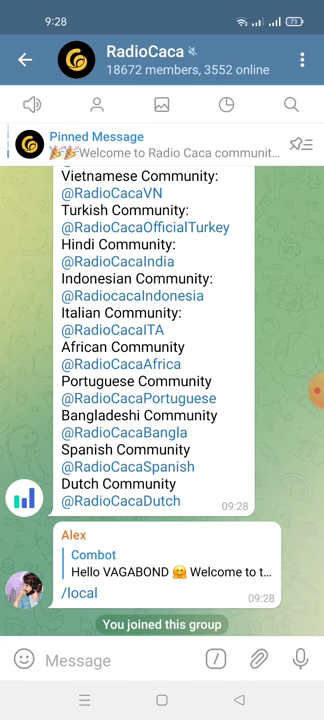 9:28
71
RadioCaca
18672 members, 3552 online
Pinned Message
🎉🎉Welcome to Radio Caca communit...
Vietnamese Community:
@RadioCacaVN
Turkish Community:
@RadioCacaOfficialTurkey
Hindi Community:
@RadioCacaIndia
Indonesian Community:
@RadiocacaIndonesia
Italian Community:
@RadioCacaITA
African Community
@RadioCacaAfrica
Portuguese Community
@RadioCacaPortuguese
Bangladeshi Community
@RadioCacaBangla
Spanish Community
@RadioCacaSpanish
Dutch Community
@RadioCacaDutch
09:28
Alex
Combot
Hello VAGABOND 🤗 Welcome to t...
/local
09:28
You joined this group
Message